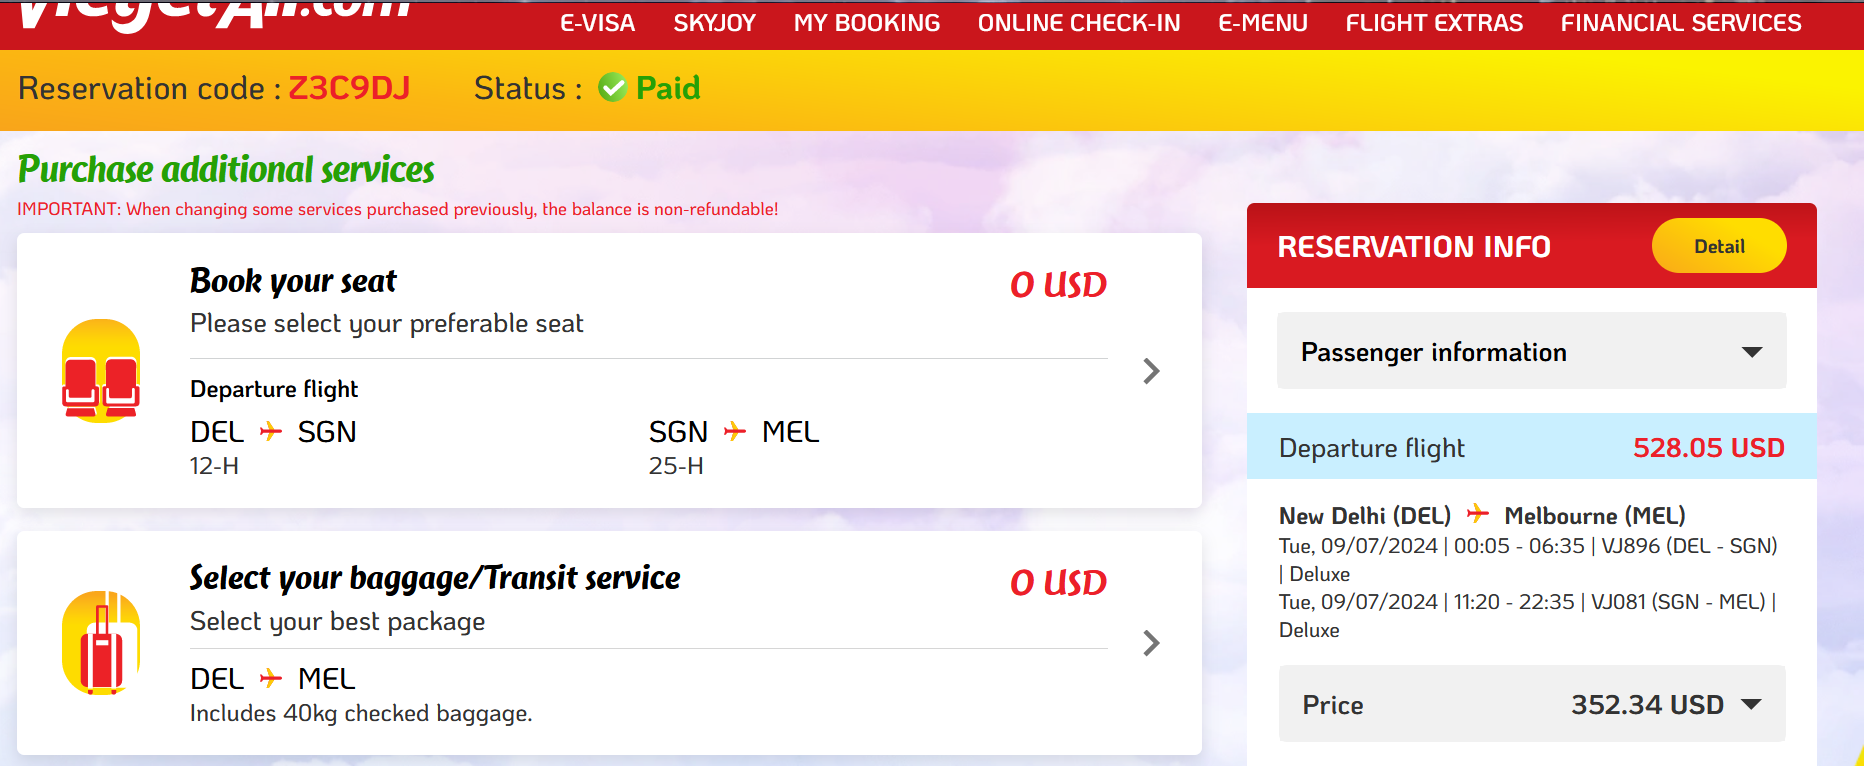 VietjetAir.com
E-VISA SKYJOY MY BOOKING ONLINE CHECK-IN E-MENU FLIGHT EXTRAS FINANCIAL SERVICES
Reservation code : Z3C9DJ Status : Paid
Purchase additional services
IMPORTANT: When changing some services purchased previously, the balance is non-refundable!
Book your seat 0 USD
Please select your preferable seat
Departure flight
DEL SGN SGN MEL
12-H 25-H
Select your baggage/Transit service 0 USD
Select your best package
DEL MEL
Includes 40kg checked baggage.
RESERVATION INFO Detail
Passenger information
Departure flight 528.05 USD
New Delhi (DEL) Melbourne (MEL)
Tue, 09/07/2024 | 00:05 - 06:35 | VJ896 (DEL - SGN)
| Deluxe
Tue, 09/07/2024 | 11:20 - 22:35 | VJ081 (SGN - MEL) |
Deluxe
Price 352.34 USD